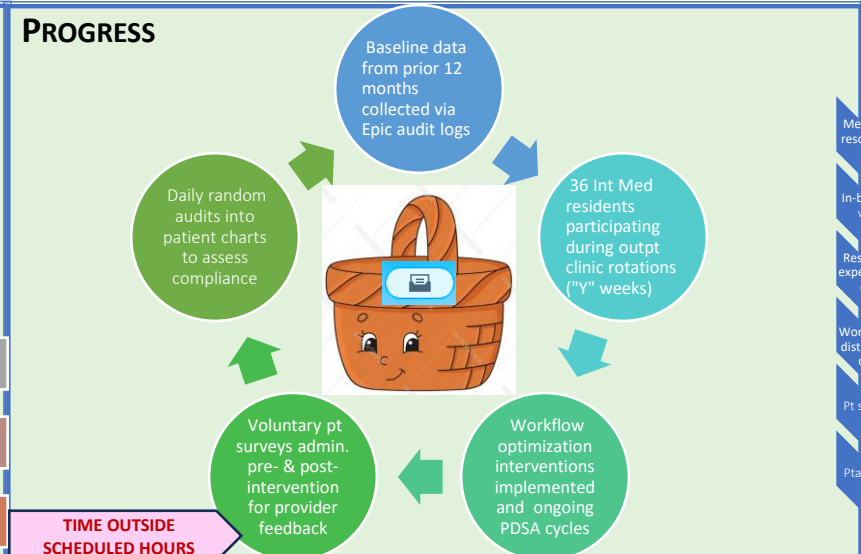 PROGRESS
Baseline data
from prior 12
months
collected via
Epic audit logs
36 Int Med
residents
participating
during outpt
clinic rotations
("Y" weeks)
Workflow
optimization
interventions
implemented
and ongoing
PDSA cycles
Voluntary pt
surveys admin.
pre- & post-
intervention
for provider
feedback
Daily random
audits into
patient charts
to assess
compliance
TIME OUTSIDE
SCHEDULED HOURS